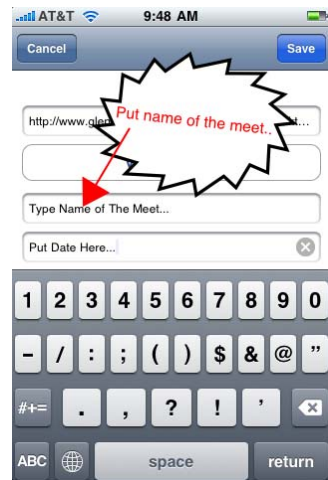 AT&T 9:48 AM
Cancel Save
Put name of the meet..
http://www.gle
Type Name of The Meet...
Put Date Here...
1 2 3 4 5 6 7 8 9 0
- / : ; ( ) $ & @ "
#+= . , ? ! '
ABC space return